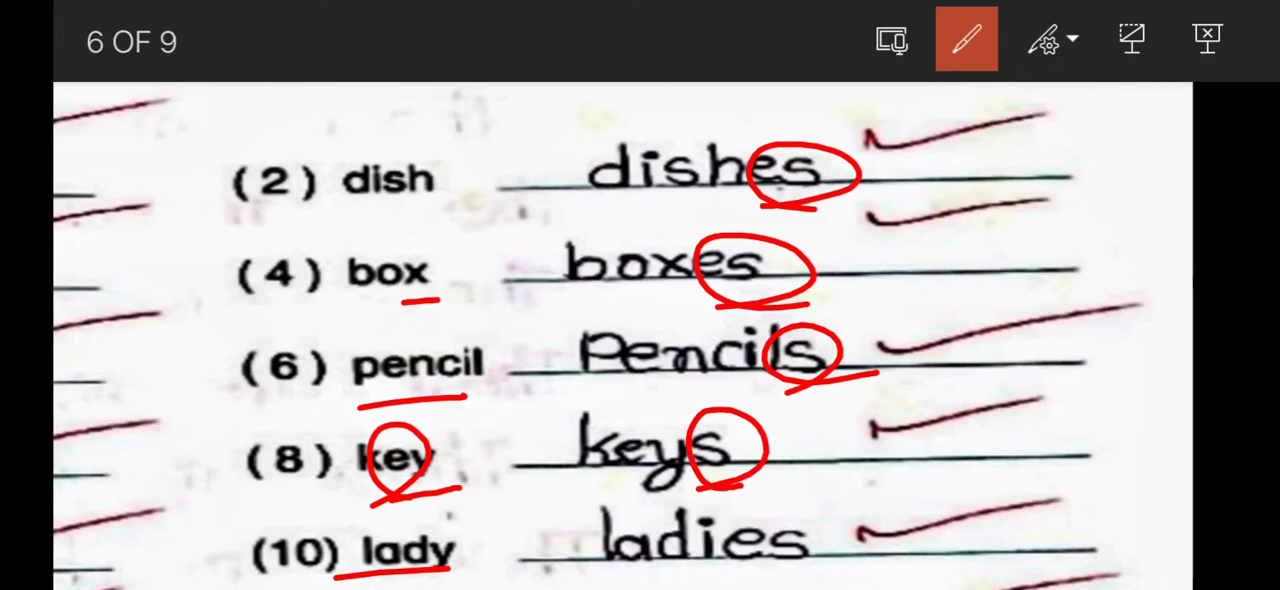 6 OF 9
(2) dish dishes
(4) box boxes
(6) pencil Pencils
(8) key keys
(10) lady ladies